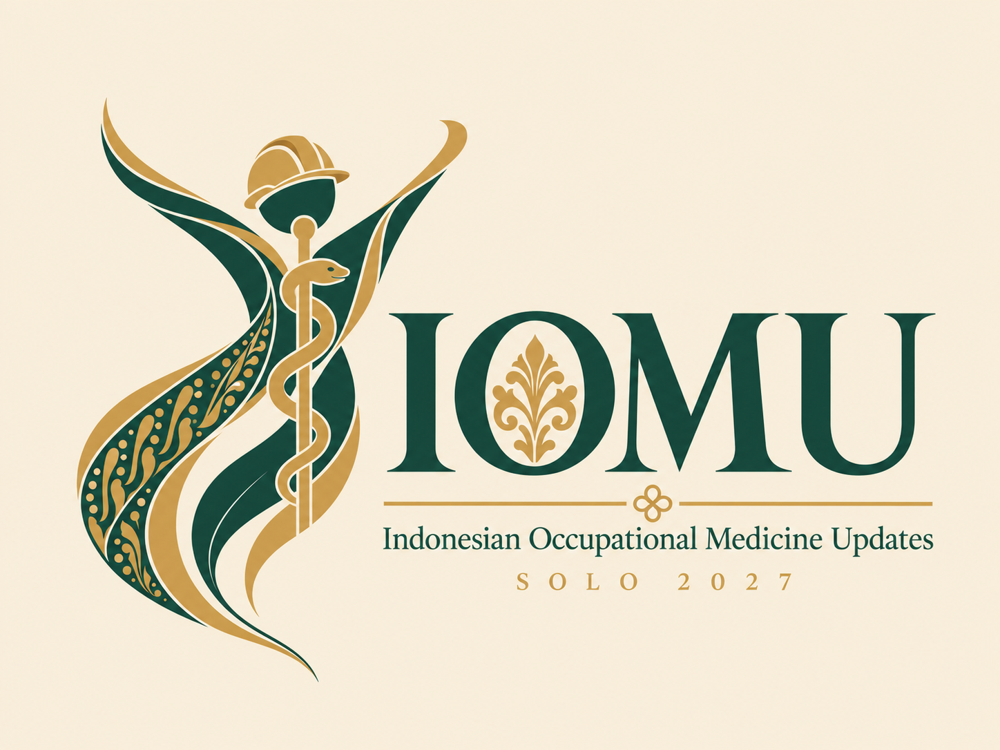 IOMU
Indonesian Occupational Medicine Updates
SOLO 2027